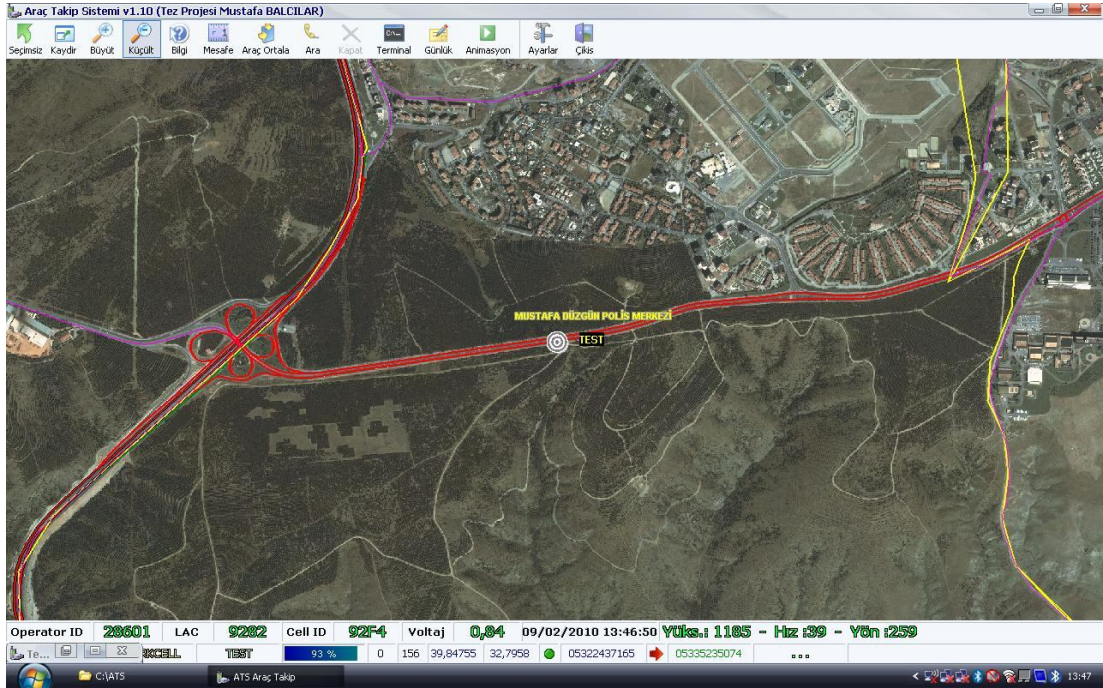 Araç Takip Sistemi v1.10 (Tez Projesi Mustafa BALCILAR)
Seçimsiz Kaydir Büyüt Küçült Bilgi Mesafe Araç Ortala Ara Kapat Terminal Günlük Animasyon Ayarlar Çikis
MUSTAFA DÜZGÜN POLİS MERKEZİ
TEST
Operator ID 28601 LAC 9282 Cell ID 92F4 Voltaj 0,84 09/02/2010 13:46:50 Yüks.: 1185 - Hız :39 - Yön :259
Te... TEST 93 % 0 156 39,84755 32,7958 05322437165 05335235074 ...
C:\ATS ATS Araç Takip 13:47